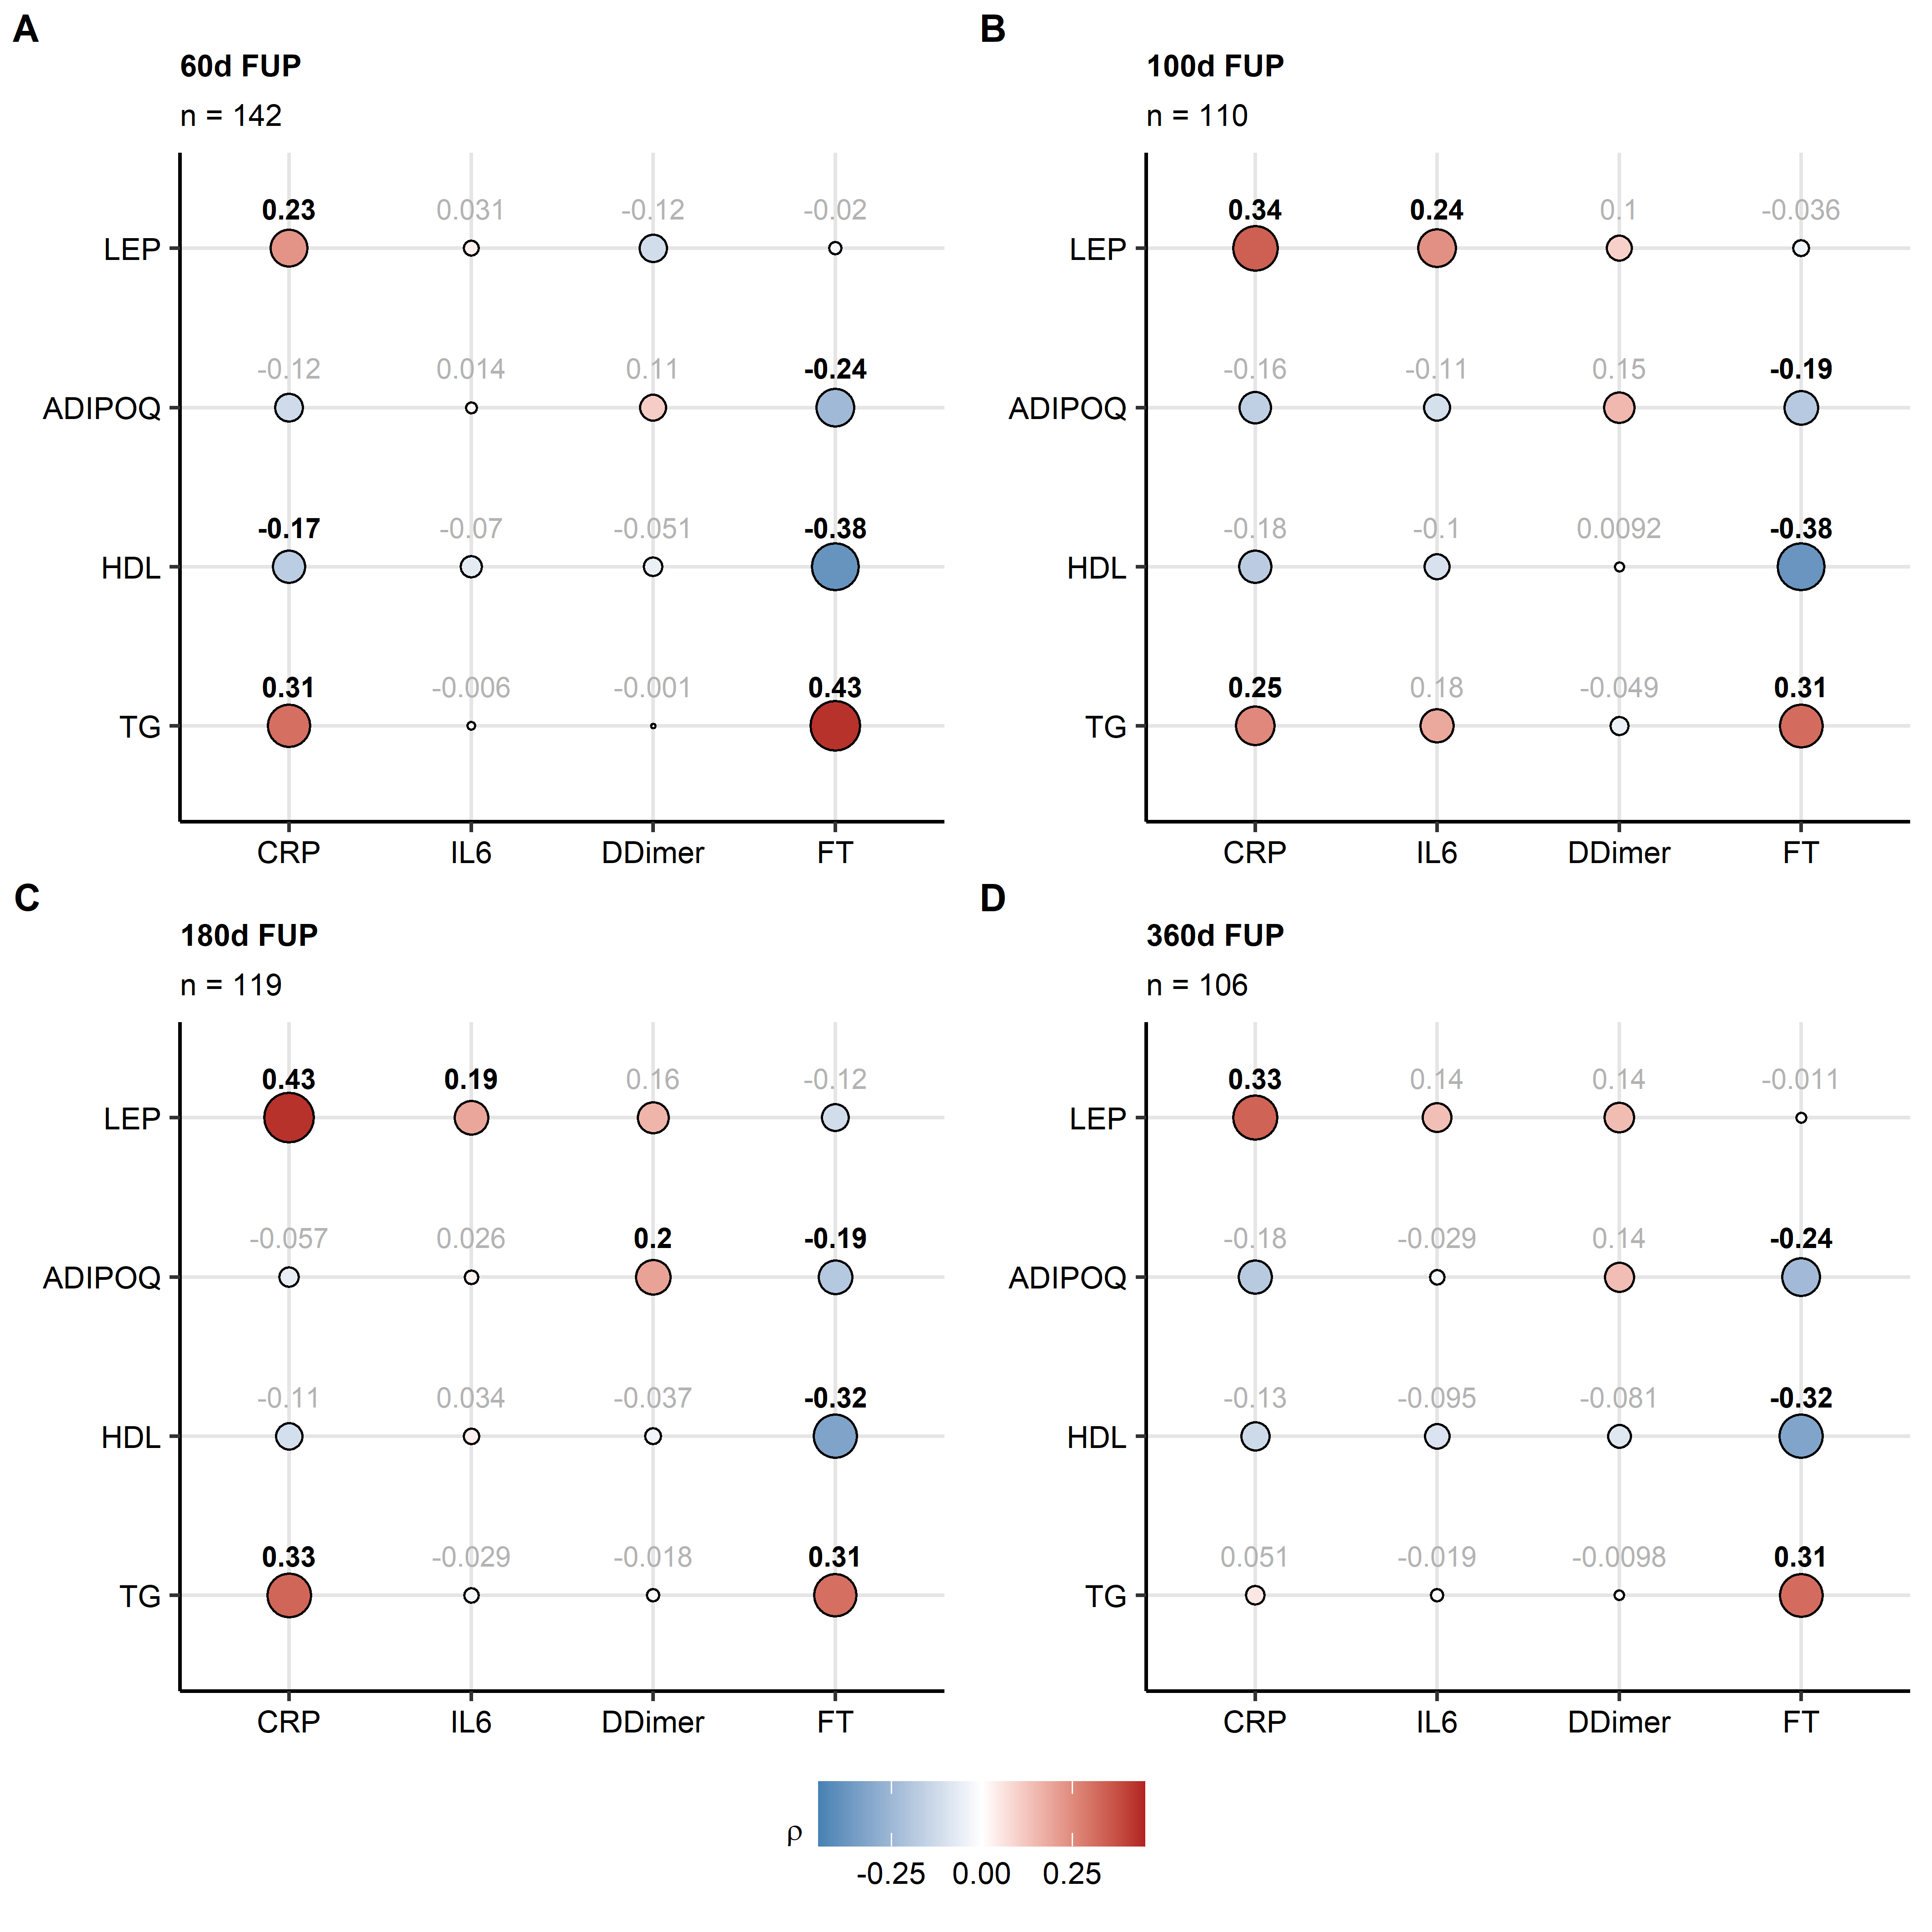 A
60d FUP
n = 142
0.23 0.031 -0.12 -0.02
LEP
-0.12 0.014 0.11 -0.24
ADIPOQ
-0.17 -0.07 -0.051 -0.38
HDL
0.31 -0.006 -0.001 0.43
TG
CRP IL6 DDimer FT
B
100d FUP
n = 110
0.34 0.24 0.1 -0.036
LEP
-0.16 -0.11 0.15 -0.19
ADIPOQ
-0.18 -0.1 0.0092 -0.38
HDL
0.25 0.18 -0.049 0.31
TG
CRP IL6 DDimer FT
C
180d FUP
n = 119
0.43 0.19 0.16 -0.12
LEP
-0.057 0.026 0.2 -0.19
ADIPOQ
-0.11 0.034 -0.037 -0.32
HDL
0.33 -0.029 -0.018 0.31
TG
CRP IL6 DDimer FT
D
360d FUP
n = 106
0.33 0.14 0.14 -0.011
LEP
-0.18 -0.029 0.14 -0.24
ADIPOQ
-0.13 -0.095 -0.081 -0.32
HDL
0.051 -0.019 -0.0098 0.31
TG
CRP IL6 DDimer FT
ρ
-0.25 0.00 0.25